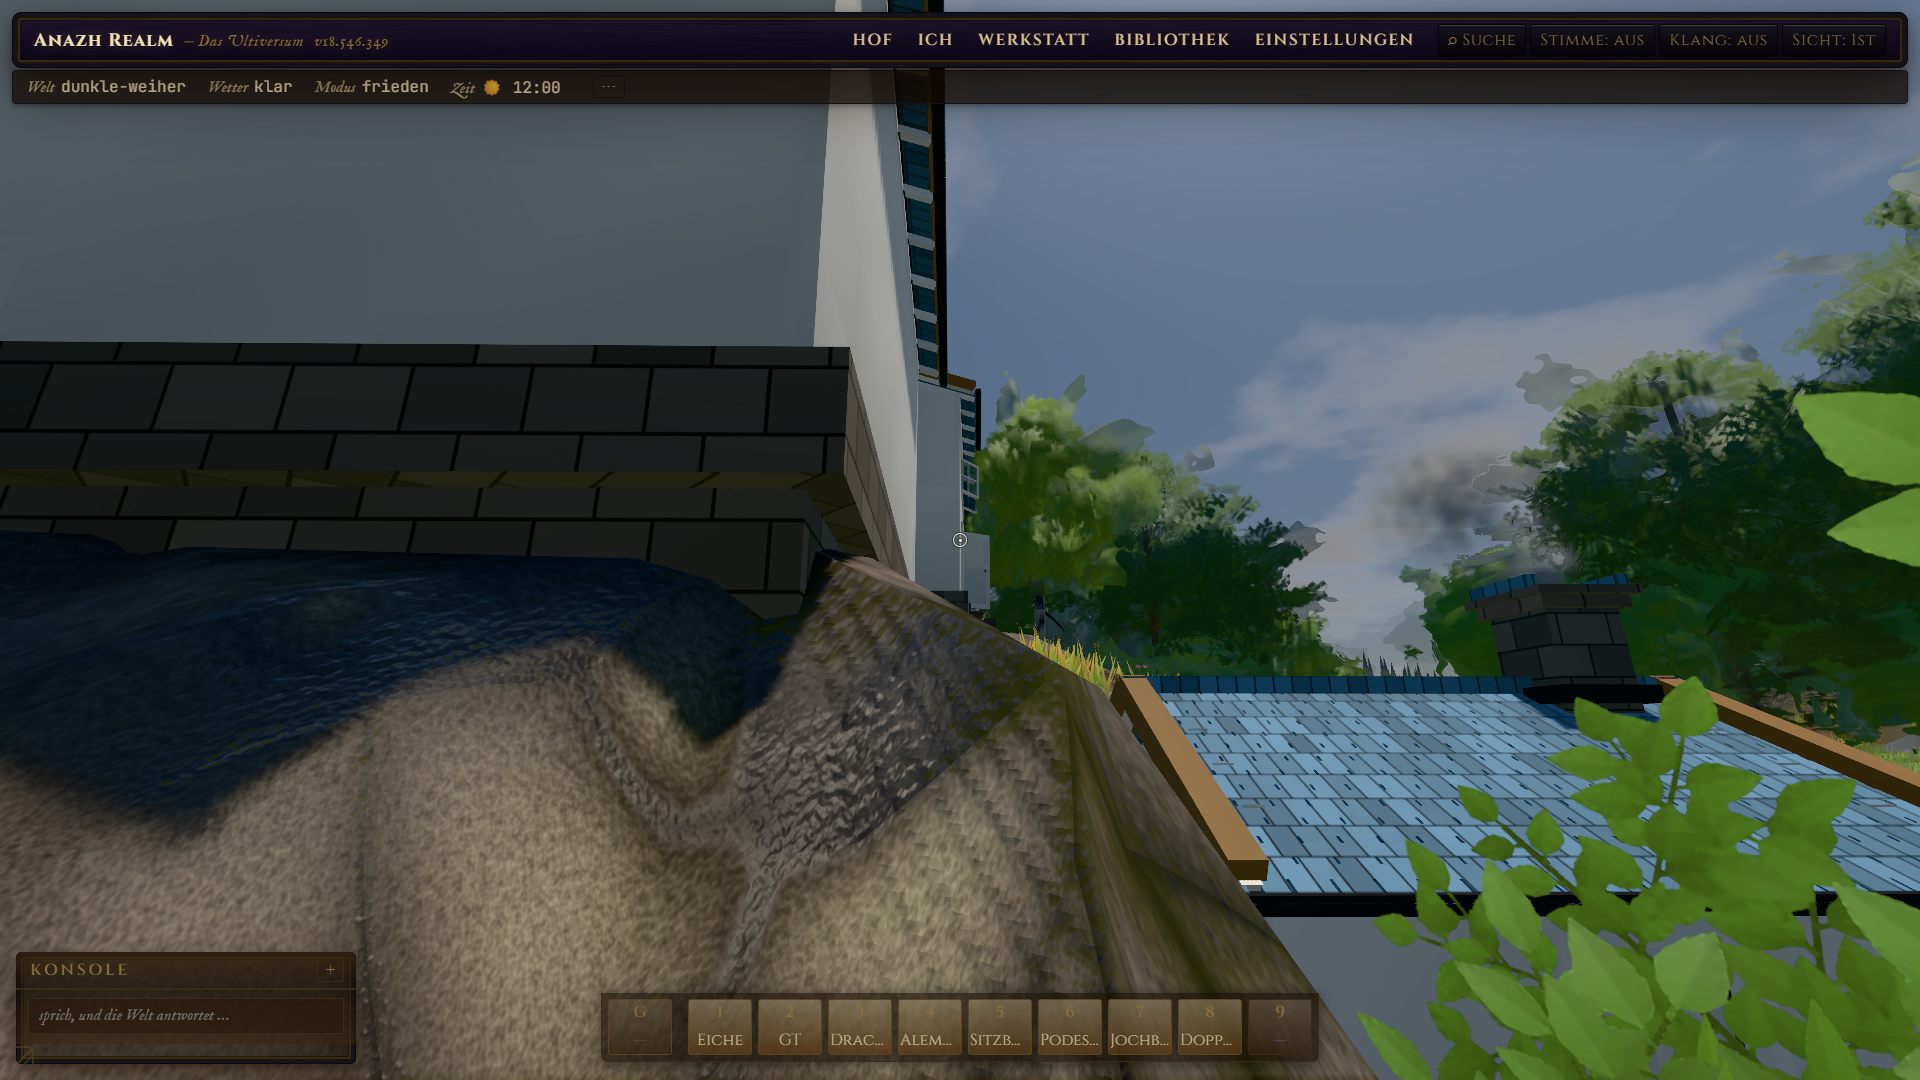 ANAZH REALM – Das Ultiversum v18.546.349
HOF ICH WERKSTATT BIBLIOTHEK EINSTELLUNGEN ⌕ SUCHE STIMME: AUS KLANG: AUS SICHT: IST
Welt dunkle-weiher Wetter klar Modus frieden Zeit 12:00 ...
KONSOLE +
sprich, und die Welt antwortet ...
G 1 2 3 4 5 6 7 8 9
— EICHE GT DRAC... ALEM... SITZB... PODES... JOCHB... DOPP... —